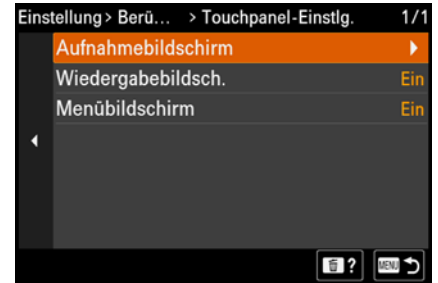 Einstellung> Berü... > Touchpanel-Einstlg. 1/1
Aufnahmebildschirm
Wiedergabebildsch. Ein
Menübildschirm Ein
? MENU